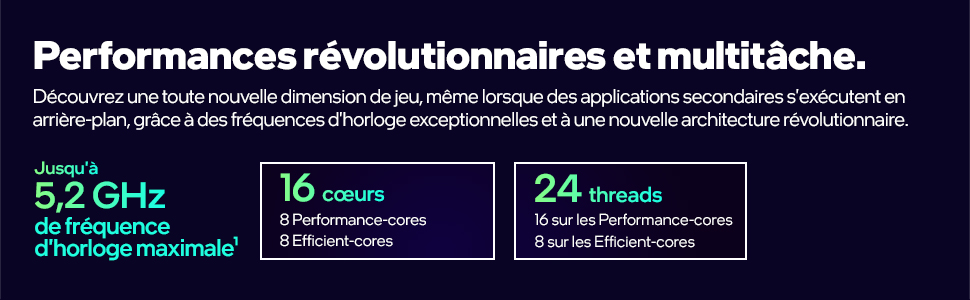 Performances révolutionnaires et multitâche.
Découvrez une toute nouvelle dimension de jeu, même lorsque des applications secondaires s'exécutent en
arrière-plan, grâce à des fréquences d'horloge exceptionnelles et à une nouvelle architecture révolutionnaire.
Jusqu'à
5,2 GHz
de fréquence
d'horloge maximale¹
16 cœurs
8 Performance-cores
8 Efficient-cores
24 threads
16 sur les Performance-cores
8 sur les Efficient-cores